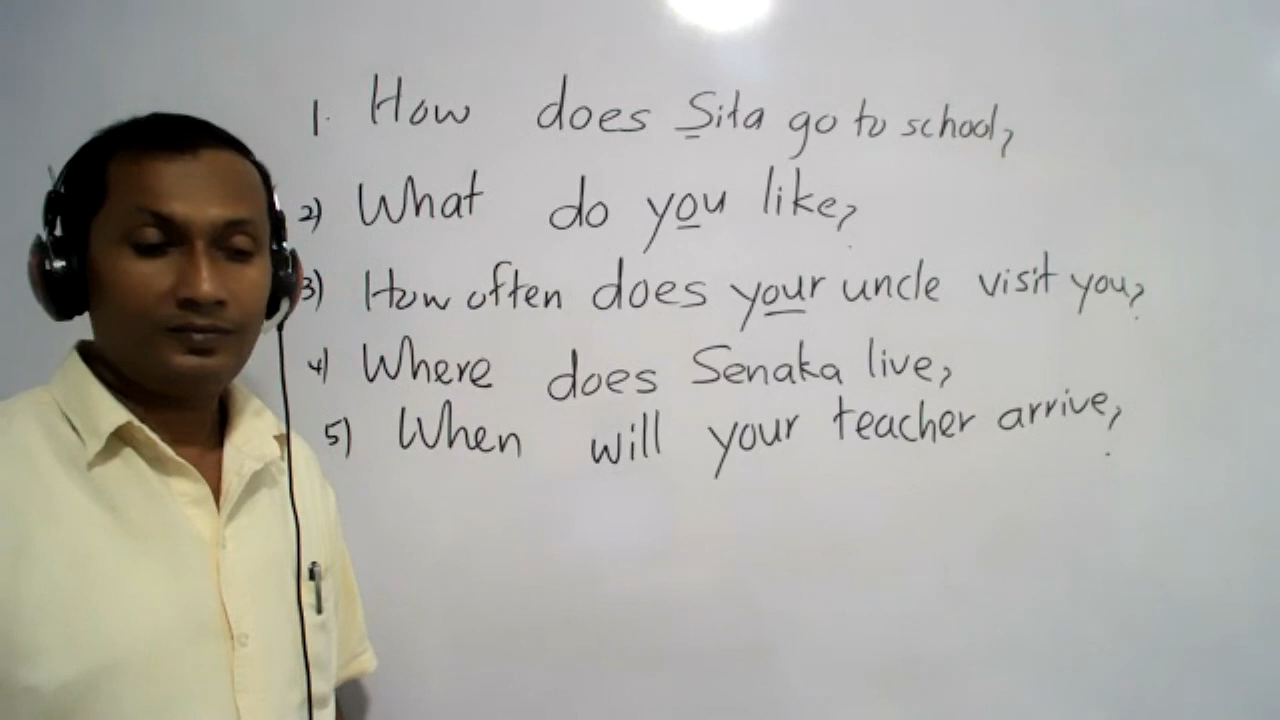 1. How does Sita go to school?
2) What do you like?
3) How often does your uncle visit you?
4) Where does Senaka live?
5) When will your teacher arrive?